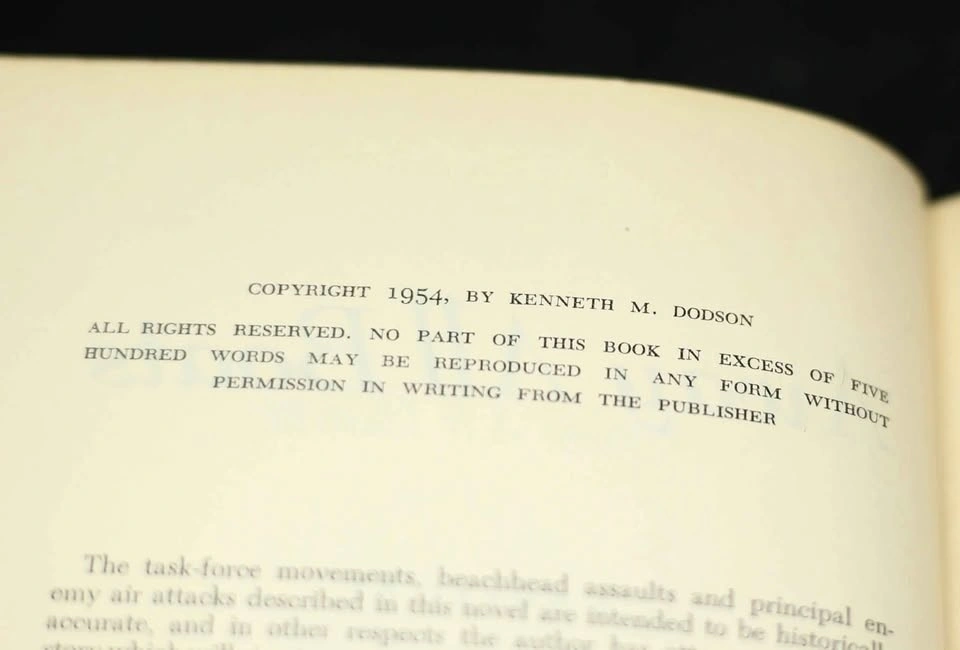 COPYRIGHT 1954, BY KENNETH M. DODSON
ALL RIGHTS RESERVED. NO PART OF THIS BOOK IN EXCESS OF FIVE
HUNDRED WORDS MAY BE REPRODUCED IN ANY FORM WITHOUT
PERMISSION IN WRITING FROM THE PUBLISHER
The task-force movements, beachhead assaults and principal en-
emy air attacks described in this novel are intended to be historically
accurate, and in other respects the author has
story which will